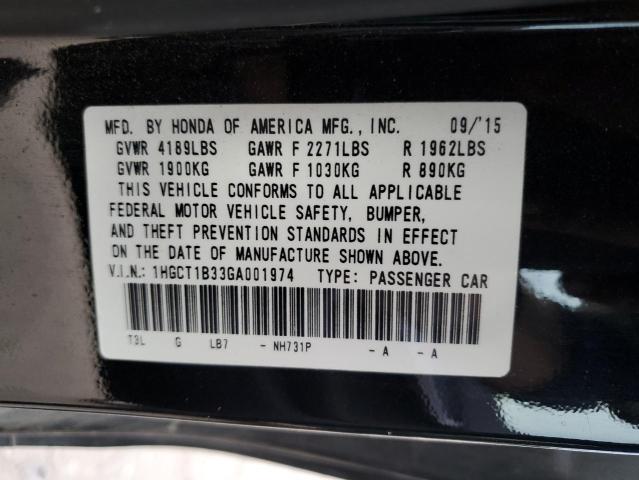 MFD. BY HONDA OF AMERICA MFG., INC. 09/'15
GVWR 4189LBS GAWR F 2271LBS R 1962LBS
GVWR 1900KG GAWR F 1030KG R 890KG
THIS VEHICLE CONFORMS TO ALL APPLICABLE
FEDERAL MOTOR VEHICLE SAFETY, BUMPER,
AND THEFT PREVENTION STANDARDS IN EFFECT
ON THE DATE OF MANUFACTURE SHOWN ABOVE.
V.I.N.: 1HGCT1B33GA001974 TYPE: PASSENGER CAR
T3L G LB7 - NH731P - A - A